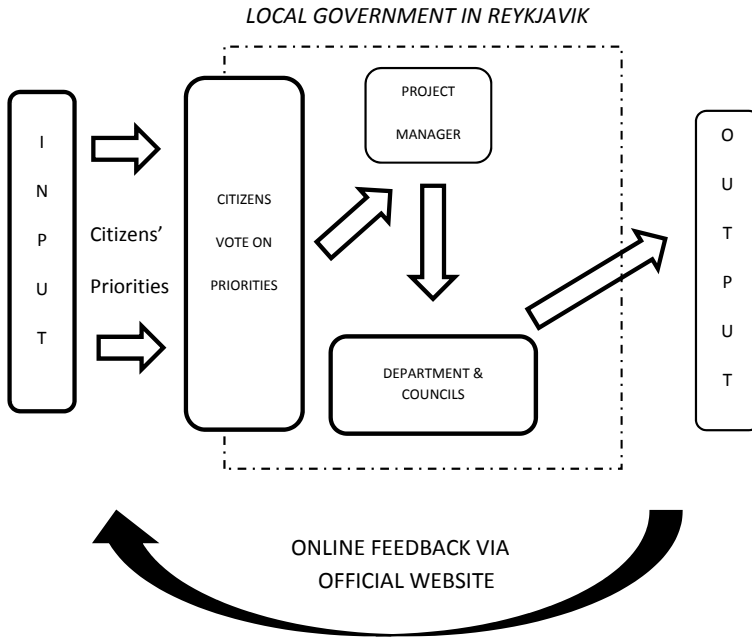 LOCAL GOVERNMENT IN REYKJAVIK
I
N
P
U
T
Citizens’
Priorities
CITIZENS
VOTE ON
PRIORITIES
PROJECT
MANAGER
DEPARTMENT &
COUNCILS
O
U
T
P
U
T
ONLINE FEEDBACK VIA
OFFICIAL WEBSITE